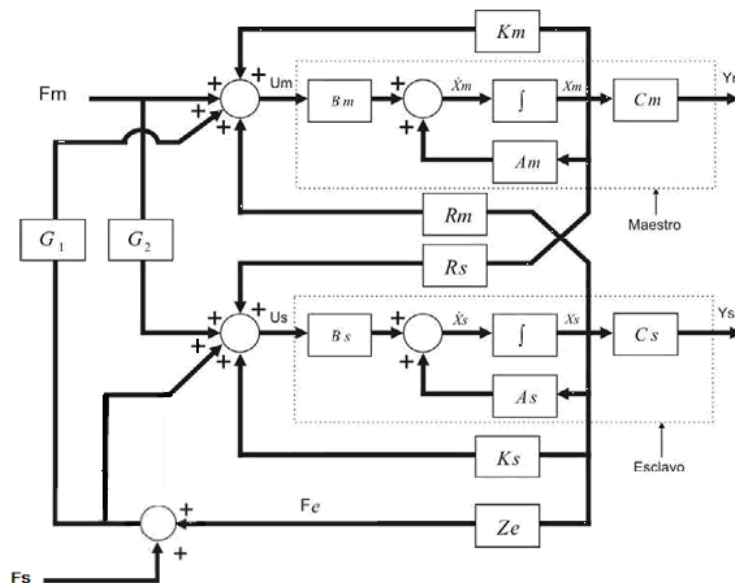 Km
Fm
+
+
+
+
+
Um
Bm
+
+
Ẋm
∫
Xm
Cm
Am
Maestro
G1
G2
Rm
Rs
+
+
+
+
+
Us
Bs
+
+
Ẋs
∫
Xs
Cs
Ys
As
Ks
Esclavo
+
+
Fe
Ze
Fs